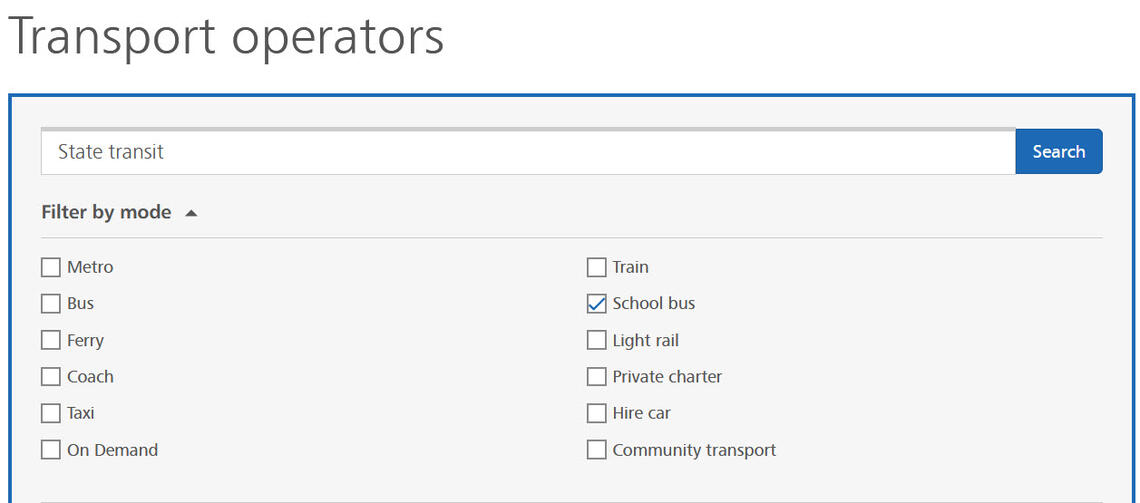 Transport operators
State transit
Search
Filter by mode
Metro
Train
Bus
School bus
Ferry
Light rail
Coach
Private charter
Taxi
Hire car
On Demand
Community transport